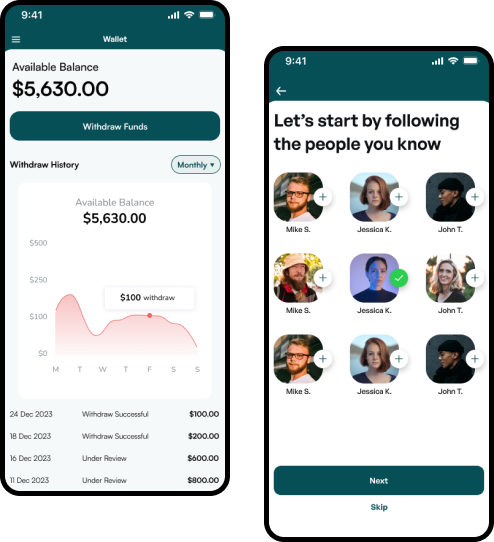 9:41
Wallet
Available Balance
$5,630.00
Withdraw Funds
Withdraw History
Monthly ▾
Available Balance
$5,630.00
$500
$250
$100
$0
$100 withdraw
M T W T F S S
24 Dec 2023 Withdraw Successful $100.00
18 Dec 2023 Withdraw Successful $200.00
16 Dec 2023 Under Review $600.00
11 Dec 2023 Under Review $800.00
9:41
Let's start by following
the people you know
Mike S. Jessica K. John T.
Mike S. Jessica K. John T.
Mike S. Jessica K. John T.
Next
Skip